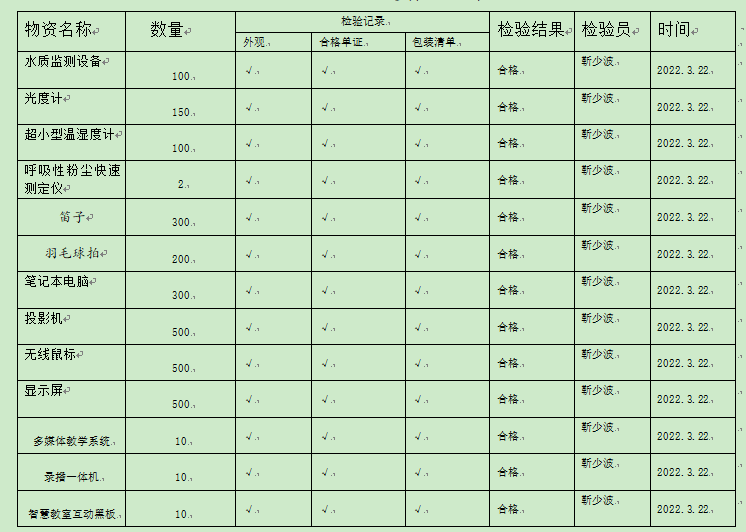 物资名称 数量 检验记录 检验结果 检验员 时间
外观 合格单证 包装清单
水质监测设备 100 √ √ √ 合格 靳少波 2022.3.22
光度计 150 √ √ √ 合格 靳少波 2022.3.22
超小型温湿度计 100 √ √ √ 合格 靳少波 2022.3.22
呼吸性粉尘快速
测定仪 2 √ √ √ 合格 靳少波 2022.3.22
笛子 300 √ √ √ 合格 靳少波 2022.3.22
羽毛球拍 200 √ √ √ 合格 靳少波 2022.3.22
笔记本电脑 300 √ √ √ 合格 靳少波 2022.3.22
投影机 500 √ √ √ 合格 靳少波 2022.3.22
无线鼠标 500 √ √ √ 合格 靳少波 2022.3.22
显示屏 500 √ √ √ 合格 靳少波 2022.3.22
多媒体教学系统 10 √ √ √ 合格 靳少波 2022.3.22
录播一体机 10 √ √ √ 合格 靳少波 2022.3.22
智慧教室互动黑板 10 √ √ √ 合格 靳少波 2022.3.22